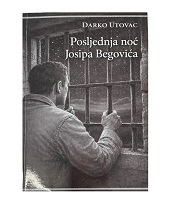 DARKO UTOVAC
Posljednja noć
Josipa Begovića